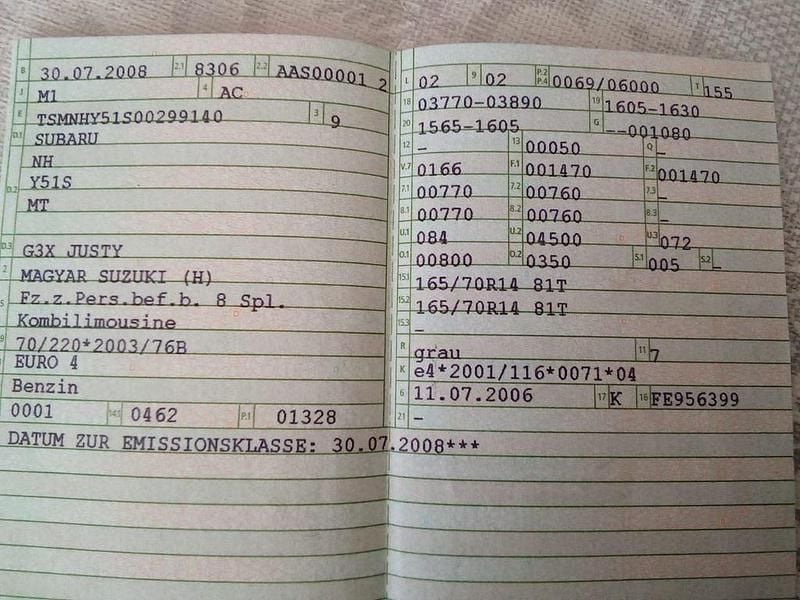 B 30.07.2008 2.1 8306 2.2 AAS00001 2
J M1 4 AC
E TSMNHY51S00299140 3 9
D.1 SUBARU
NH
D.2 Y51S
MT
D.3 G3X JUSTY
2 MAGYAR SUZUKI (H)
5 Fz.z.Pers.bef.b. 8 Spl.
Kombilimousine
9 70/220*2003/76B
EURO 4
Benzin
0001 14.1 0462 P.1 01328
DATUM ZUR EMISSIONSKLASSE: 30.07.2008***
L 02 9 02 P.2 P.4 0069/06000 T 155
18 03770-03890 19 1605-1630
20 1565-1605 G --001080
12 - 13 00050 Q -
V.7 0166 F.1 001470 F.2 001470
7.1 00770 7.2 00760 7.3 -
8.1 00770 8.2 00760 8.3 -
U.1 084 U.2 04500 U.3 072
O.1 00800 O.2 0350 S.1 005 S.2 -
15.1 165/70R14 81T
15.2 165/70R14 81T
15.3 -
R grau 11 7
K e4*2001/116*0071*04
6 11.07.2006 17 K 16 FE956399
21 -